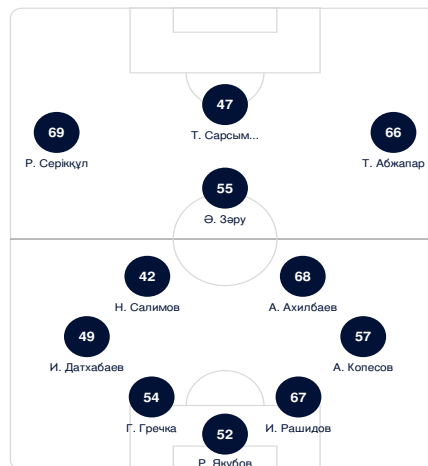 47
Т. Сарсым...
69
Р. Серікқұл
66
Т. Абжапар
55
Ә. Зәру
42
Н. Салимов
68
А. Ахилбаев
49
И. Датхабаев
57
А. Копесов
54
Г. Гречка
67
И. Рашидов
52
Р. Якубов